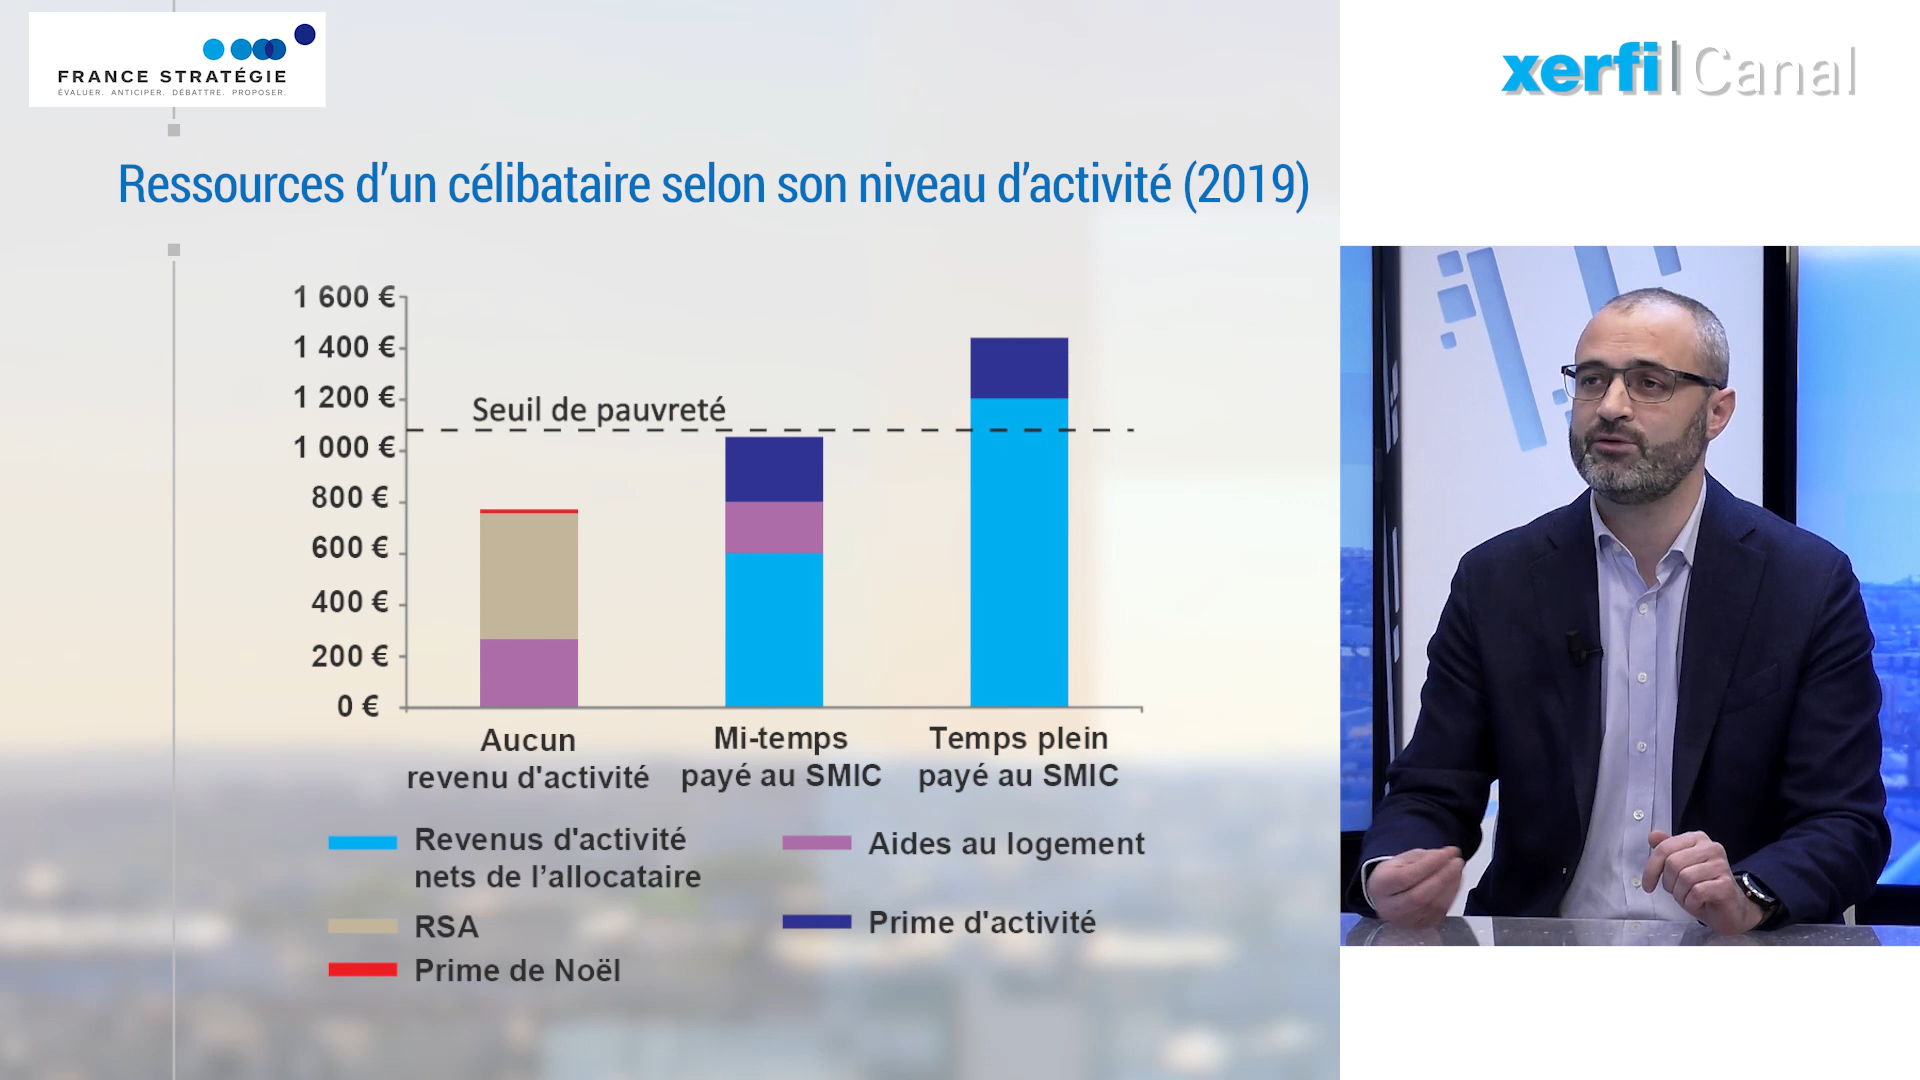 FRANCE STRATÉGIE
ÉVALUER. ANTICIPER. DÉBATTRE. PROPOSER.
xerfi|Canal
Ressources d’un célibataire selon son niveau d’activité (2019)
1 600 €
1 400 €
1 200 €
Seuil de pauvreté
1 000 €
800 €
600 €
400 €
200 €
0 €
Aucun
revenu d'activité
Mi-temps
payé au SMIC
Temps plein
payé au SMIC
Revenus d'activité
nets de l’allocataire
Aides au logement
RSA
Prime d'activité
Prime de Noël